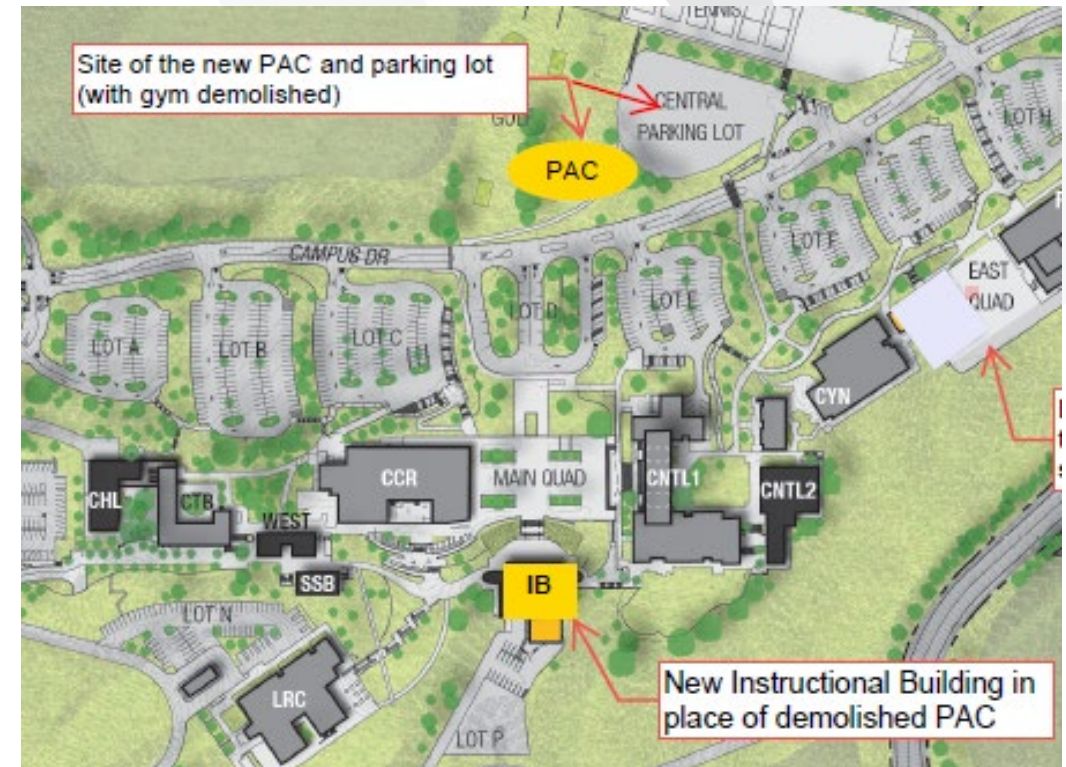 TENNIS
Site of the new PAC and parking lot
(with gym demolished)
CENTRAL
PARKING LOT
GOLF
PAC
LOT H
CAMPUS DR
LOT F
EAST
QUAD
LOT A
LOT B
LOT C
LOT D
LOT E
CYN
CHL
CTB
WEST
CCR
MAIN QUAD
CNTL1
CNTL2
SSB
IB
LOT N
LRC
New Instructional Building in
place of demolished PAC
LOT P